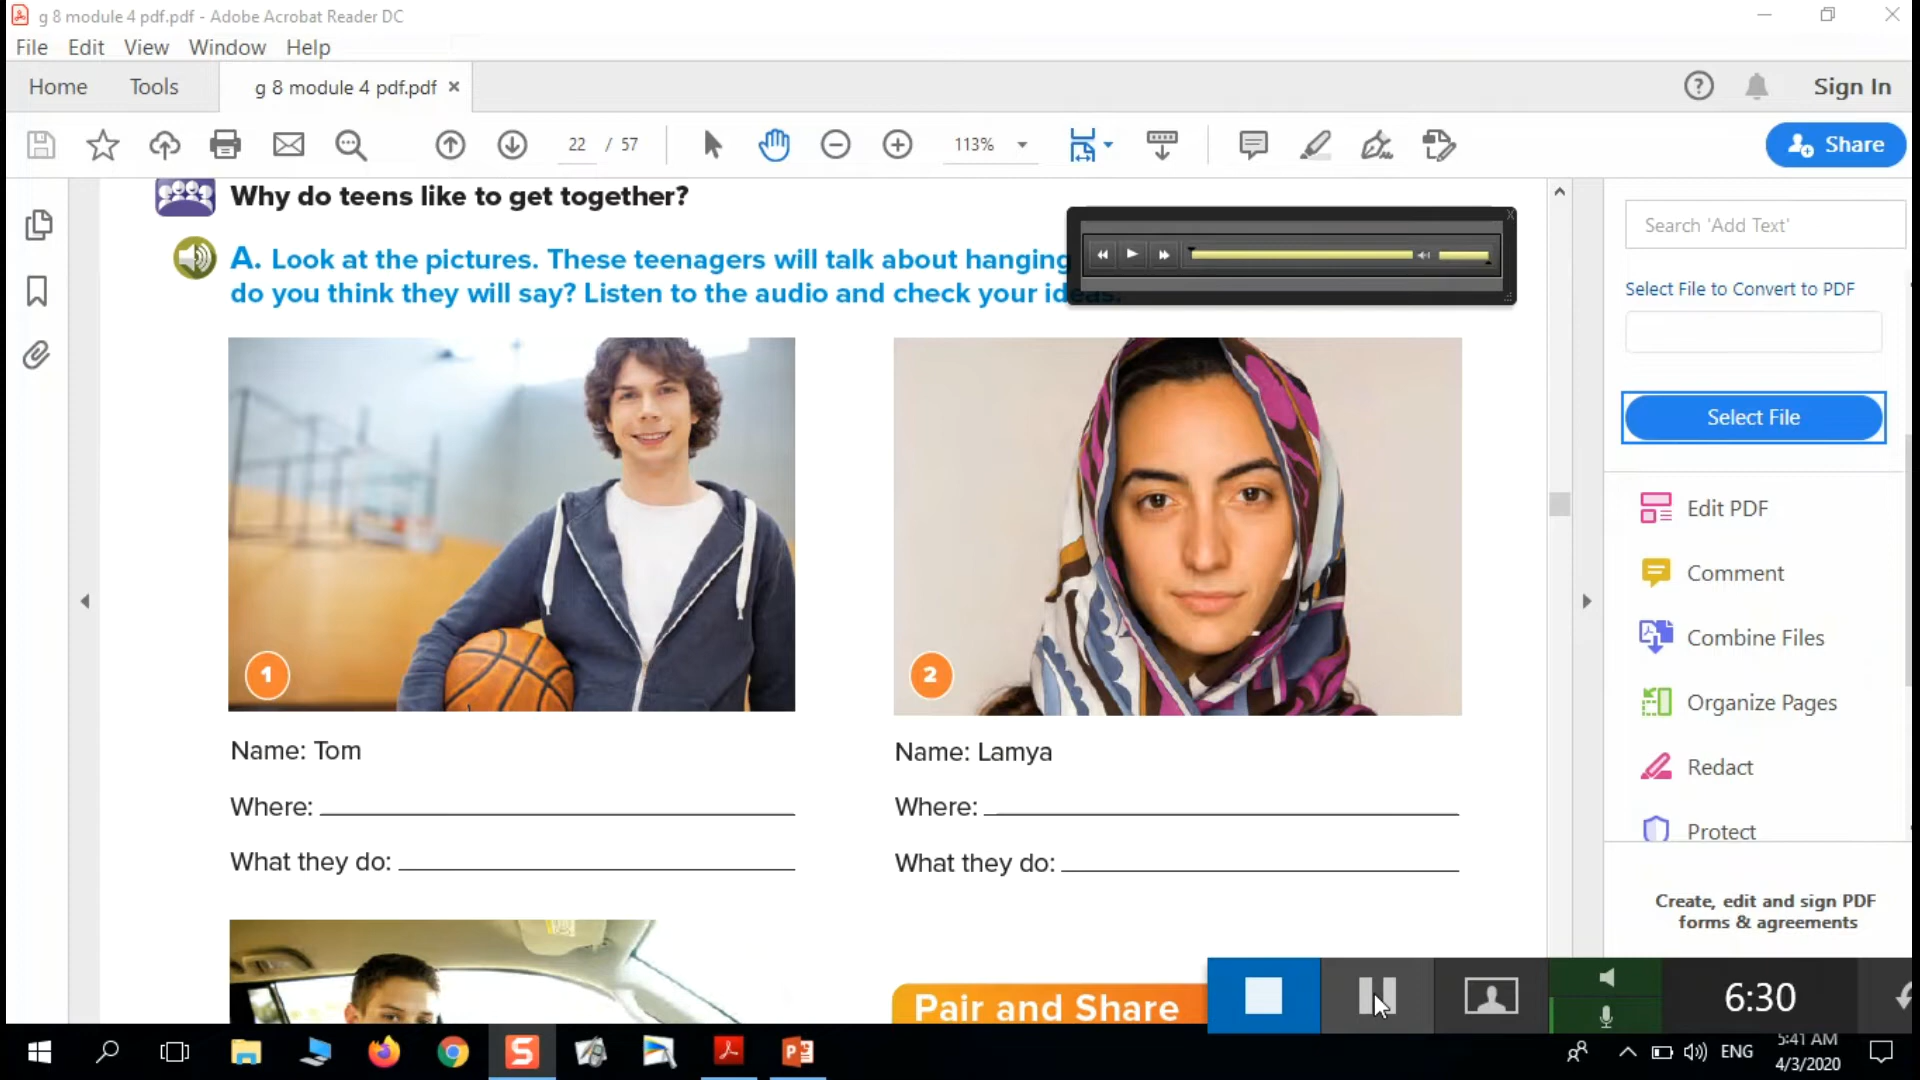 g 8 module 4 pdf.pdf - Adobe Acrobat Reader DC
File Edit View Window Help
Home Tools g 8 module 4 pdf.pdf × Sign In
22 / 57 113% Share
Why do teens like to get together?
A. Look at the pictures. These teenagers will talk about hanging
do you think they will say? Listen to the audio and check your ideas.
Search 'Add Text'
Select File to Convert to PDF
Select File
Edit PDF
Comment
Combine Files
Organize Pages
Redact
Protect
Create, edit and sign PDF
forms & agreements
1
2
Name: Tom
Where:
What they do:
Name: Lamya
Where:
What they do:
Pair and Share
6:30
ENG
5:41 AM
4/3/2020